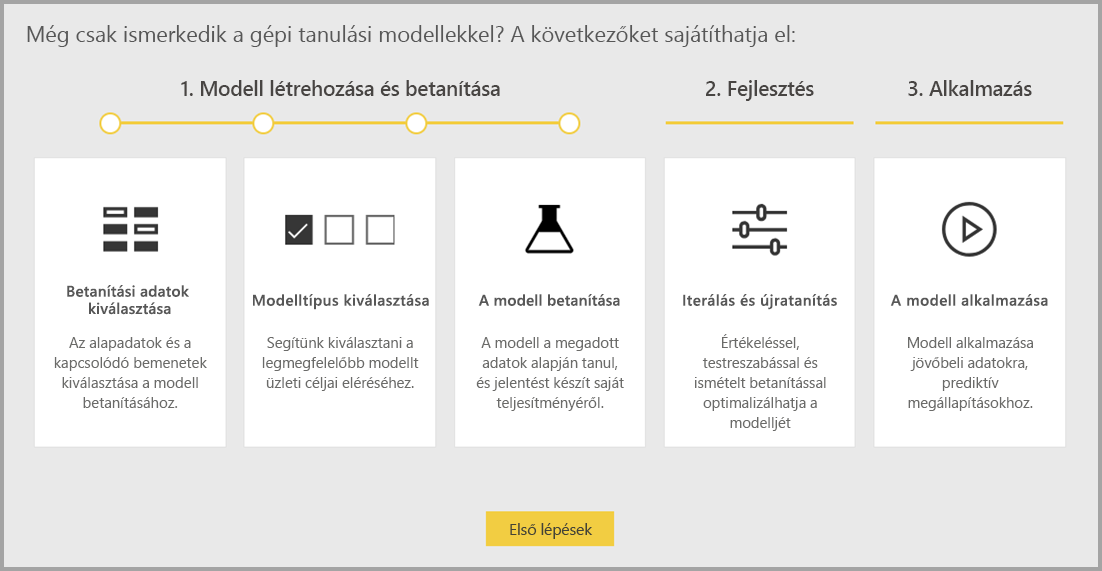 Még csak ismerkedik a gépi tanulási modellekkel? A következőket sajátíthatja el:
1. Modell létrehozása és betanítása
2. Fejlesztés
3. Alkalmazás
Betanítási adatok
kiválasztása
Az alapadatok és a
kapcsolódó bemenetek
kiválasztása a modell
betanításához.
Modelltípus kiválasztása
Segítünk kiválasztani a
legmegfelelőbb modellt
üzleti céljai eléréséhez.
A modell betanítása
A modell a megadott
adatok alapján tanul,
és jelentést készít saját
teljesítményéről.
Iterálás és újratanítás
Értékeléssel,
testreszabással és
ismételt betanítással
optimalizálhatja a
modelljét
A modell alkalmazása
Modell alkalmazása
jövőbeli adatokra,
prediktív
megállapításokhoz.
Első lépések